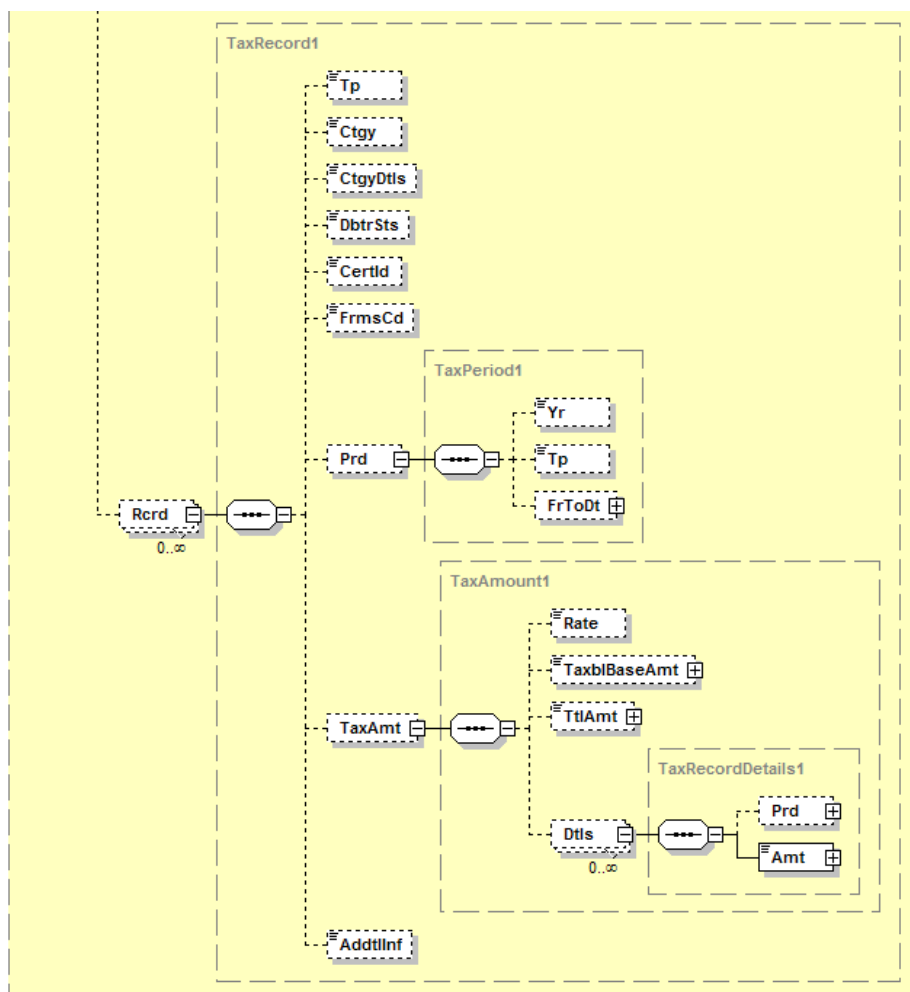 TaxRecord1
Tp
Ctgy
CtgyDtls
DbtrSts
CertId
FrmsCd
TaxPeriod1
Yr
Prd
Tp
FrToDt
Rcrd
0..∞
TaxAmount1
Rate
TaxblBaseAmt
TtlAmt
TaxAmt
TaxRecordDetails1
Prd
Dtls
Amt
0..∞
AddtlInf